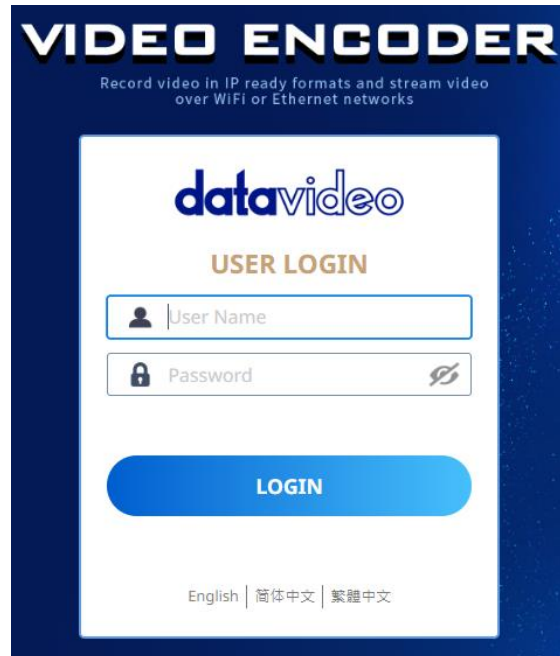 VIDEO ENCODER
Record video in IP ready formats and stream video
over WiFi or Ethernet networks
datavideo
USER LOGIN
User Name
Password
LOGIN
English | 简体中文 | 繁體中文